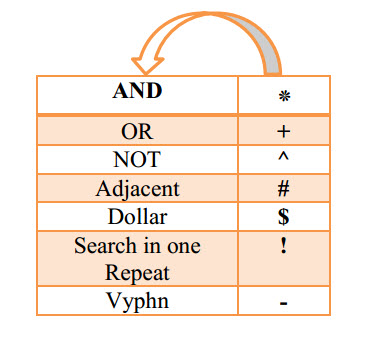 AND *
OR +
NOT ^
Adjacent #
Dollar $
Search in one !
Repeat
Vyphn -